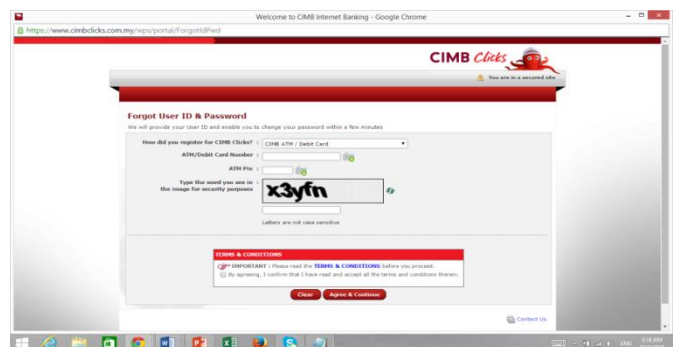 Welcome to CIMB Internet Banking - Google Chrome
https://www.cimbclicks.com.my/wps/portal/ForgotIdPwd
CIMB Clicks
You are in a secured site
Forgot User ID & Password
We will provide your User ID and enable you to change your password within a few minutes
How did you register for CIMB Clicks? : CIMB ATM / Debit Card
ATM/Debit Card Number :
ATM Pin :
Type the word you see in :
the image for security purposes
x3yfn
Letters are not case sensitive
TERMS & CONDITIONS
IMPORTANT : Please read the TERMS & CONDITIONS before you proceed.
By agreeing, I confirm that I have read and accept all the terms and conditions therein.
Clear
Agree & Continue
Contact Us
ENG